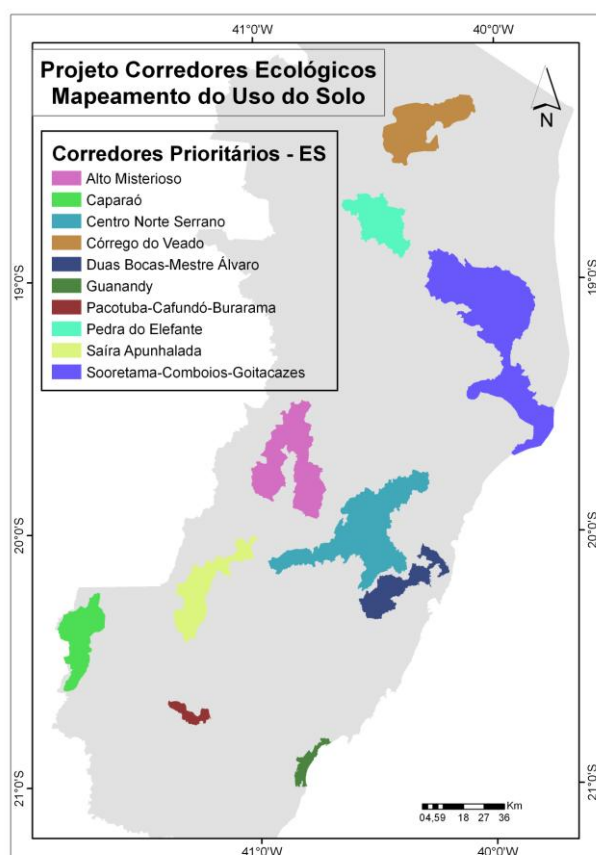 41°0'W 40°0'W
Projeto Corredores Ecológicos
Mapeamento do Uso do Solo
N
Corredores Prioritários - ES
Alto Misterioso
Caparaó
Centro Norte Serrano
Córrego do Veado
Duas Bocas-Mestre Álvaro
Guanandy
Pacotuba-Cafundó-Burarama
Pedra do Elefante
Saíra Apunhalada
Sooretama-Comboios-Goitacazes
19°0'S 19°0'S
20°0'S 20°0'S
21°0'S 21°0'S
Km
04,59 18 27 36
41°0'W 40°0'W